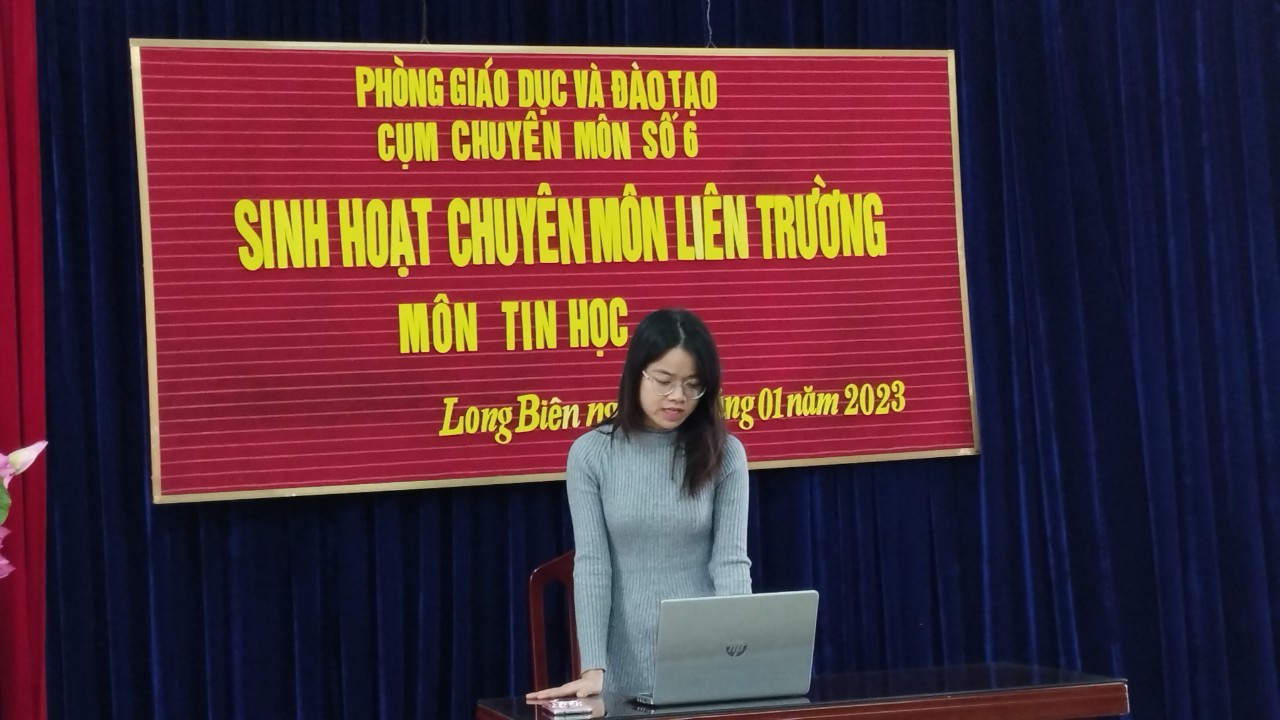 PHÒNG GIÁO DỤC VÀ ĐÀO TẠO
CỤM CHUYÊN MÔN SỐ 6
SINH HOẠT CHUYÊN MÔN LIÊN TRƯỜNG
MÔN TIN HỌC
Long Biên 01 năm 2023
hp